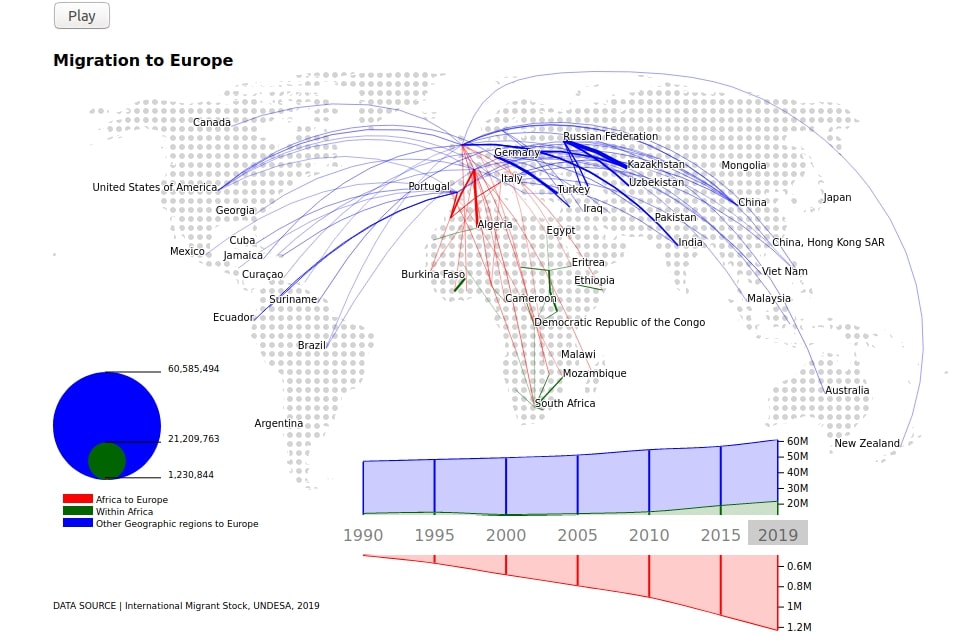 Play
Migration to Europe
Canada
Russian Federation
Germany
Kazakhstan
Mongolia
Italy
Uzbekistan
United States of America
Portugal
Turkey
Japan
China
Georgia
Iraq
Pakistan
Algeria
Egypt
Cuba
India
China, Hong Kong SAR
Mexico
Jamaica
Eritrea
Viet Nam
Curaçao
Burkina Faso
Ethiopia
Suriname
Cameroon
Malaysia
Ecuador
Democratic Republic of the Congo
Brazil
Malawi
60,585,494
Mozambique
Australia
South Africa
Argentina
21,209,763
New Zealand
60M
50M
40M
30M
20M
1,230,844
Africa to Europe
Within Africa
Other Geographic regions to Europe
1990 1995 2000 2005 2010 2015 2019
0.6M
0.8M
1M
1.2M
DATA SOURCE | International Migrant Stock, UNDESA, 2019